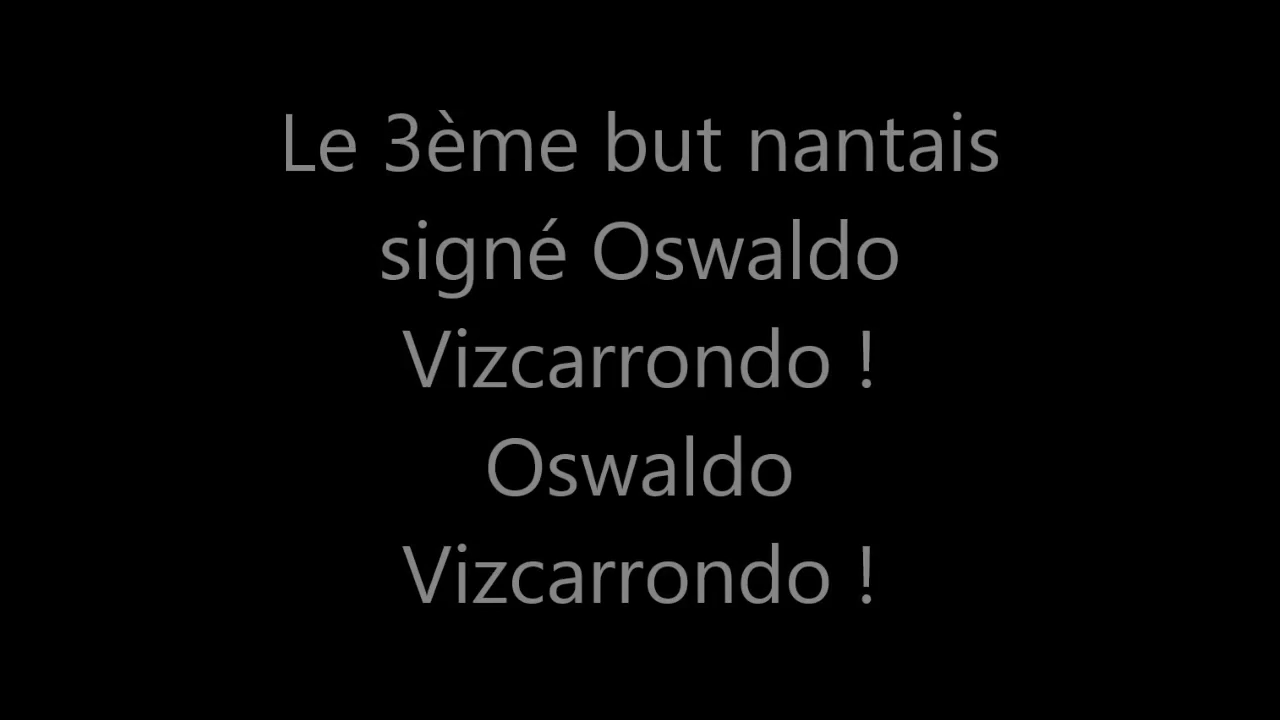 Le 3ème but nantais
signé Oswaldo
Vizcarrondo !
Oswaldo
Vizcarrondo !